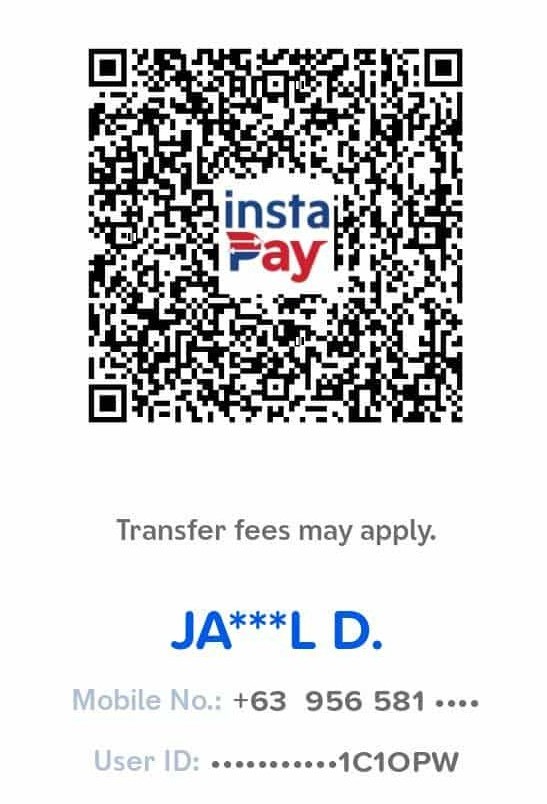 insta
Pay
Transfer fees may apply.
JA***L D.
Mobile No.: +63 956 581 ••••
User ID: •••••••••••1C1OPW